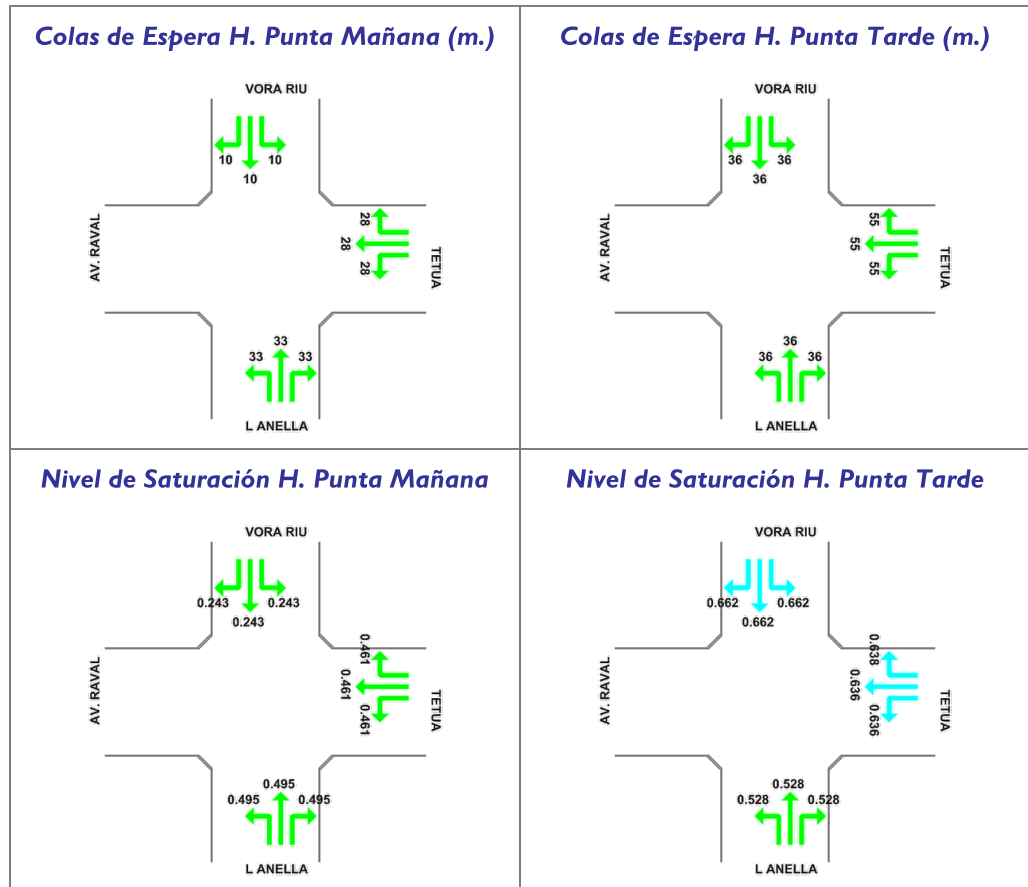 Colas de Espera H. Punta Mañana (m.)
VORA RIU
10 10
10
AV. RAVAL
28
28
28
TETUA
33
33 33
L ANELLA
Colas de Espera H. Punta Tarde (m.)
VORA RIU
36 36
36
AV. RAVAL
55
55
55
TETUA
36
36 36
L ANELLA
Nivel de Saturación H. Punta Mañana
VORA RIU
0.243 0.243
0.243
AV. RAVAL
0.461
0.461
0.461
TETUA
0.495
0.495 0.495
L ANELLA
Nivel de Saturación H. Punta Tarde
VORA RIU
0.662 0.662
0.662
AV. RAVAL
0.638
0.636
0.636
TETUA
0.528
0.528 0.528
L ANELLA